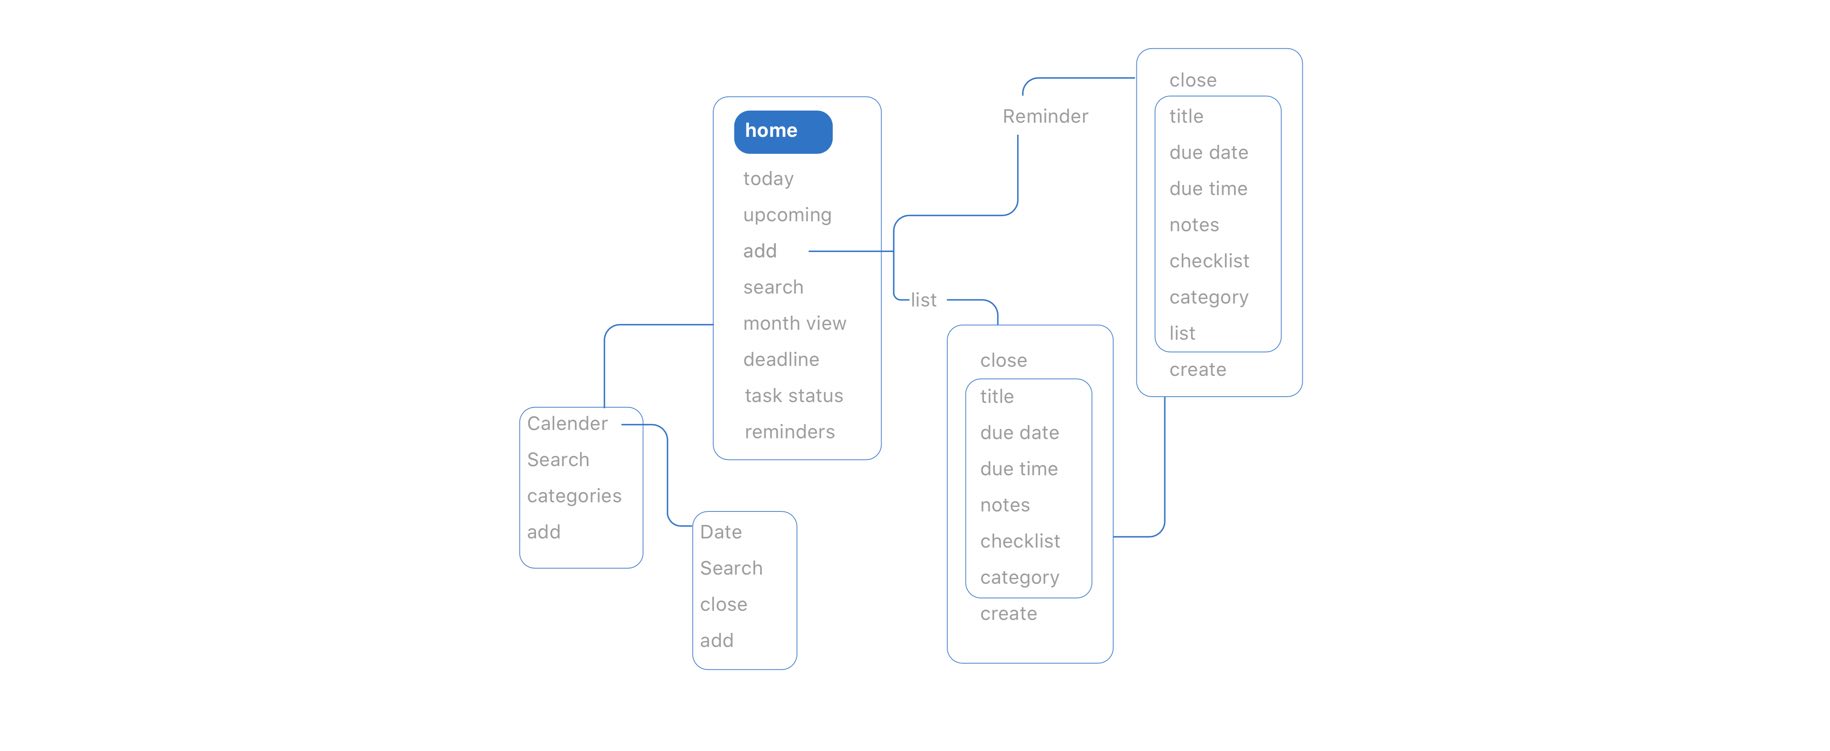 home
today
upcoming
add
search
month view
deadline
task status
reminders
Reminder
list
close
title
due date
due time
notes
checklist
category
list
create
close
title
due date
due time
notes
checklist
category
create
Calender
Search
categories
add
Date
Search
close
add